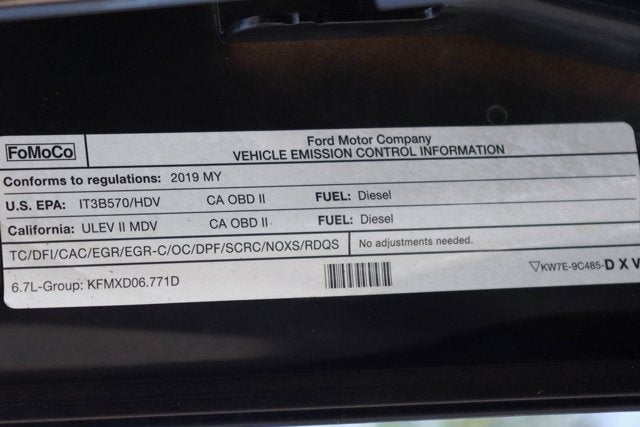 FoMoCo
Ford Motor Company
VEHICLE EMISSION CONTROL INFORMATION
Conforms to regulations: 2019 MY
U.S. EPA: IT3B570/HDV CA OBD II FUEL: Diesel
California: ULEV II MDV CA OBD II FUEL: Diesel
TC/DFI/CAC/EGR/EGR-C/OC/DPF/SCRC/NOXS/RDQS No adjustments needed.
6.7L-Group: KFMXD06.771D
▽KW7E-9C485-D X V